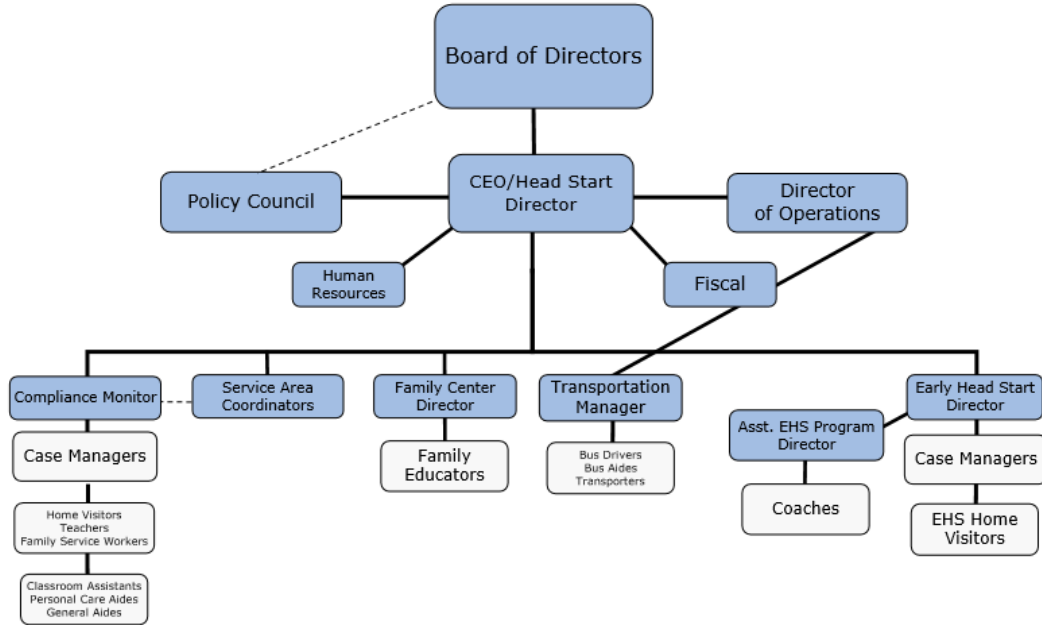 Board of Directors
Policy Council
CEO/Head Start
Director
Director
of Operations
Human
Resources
Fiscal
Compliance Monitor
Service Area
Coordinators
Family Center
Director
Transportation
Manager
Early Head Start
Director
Asst. EHS Program
Director
Case Managers
Family
Educators
Bus Drivers
Bus Aides
Transporters
Case Managers
Coaches
Home Visitors
Teachers
Family Service Workers
EHS Home
Visitors
Classroom Assistants
Personal Care Aides
General Aides